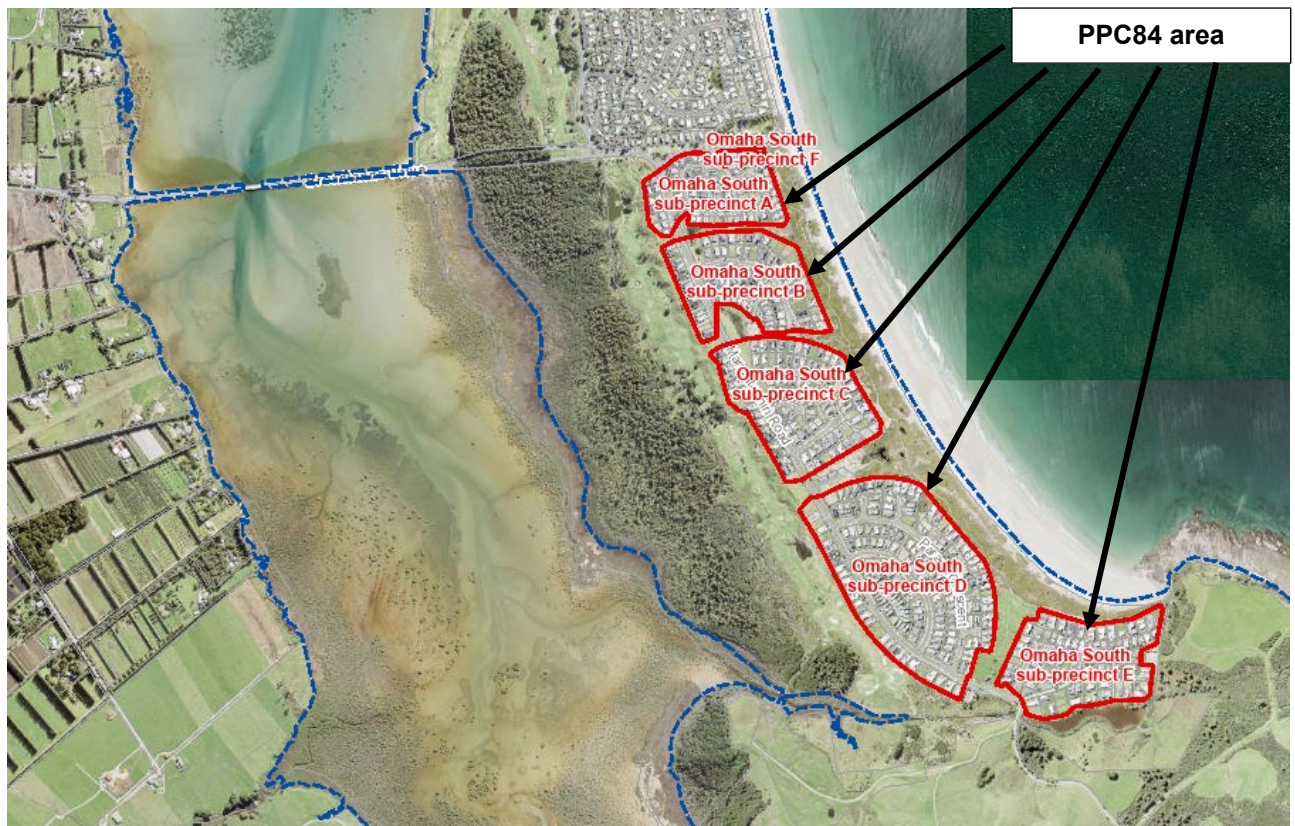 PPC84 area
Omaha South
sub-precinct F
Omaha South
sub-precinct A
Omaha South
sub-precinct B
Omaha South
sub-precinct C
Road
Omaha South
sub-precinct D
Omaha South
sub-precinct E